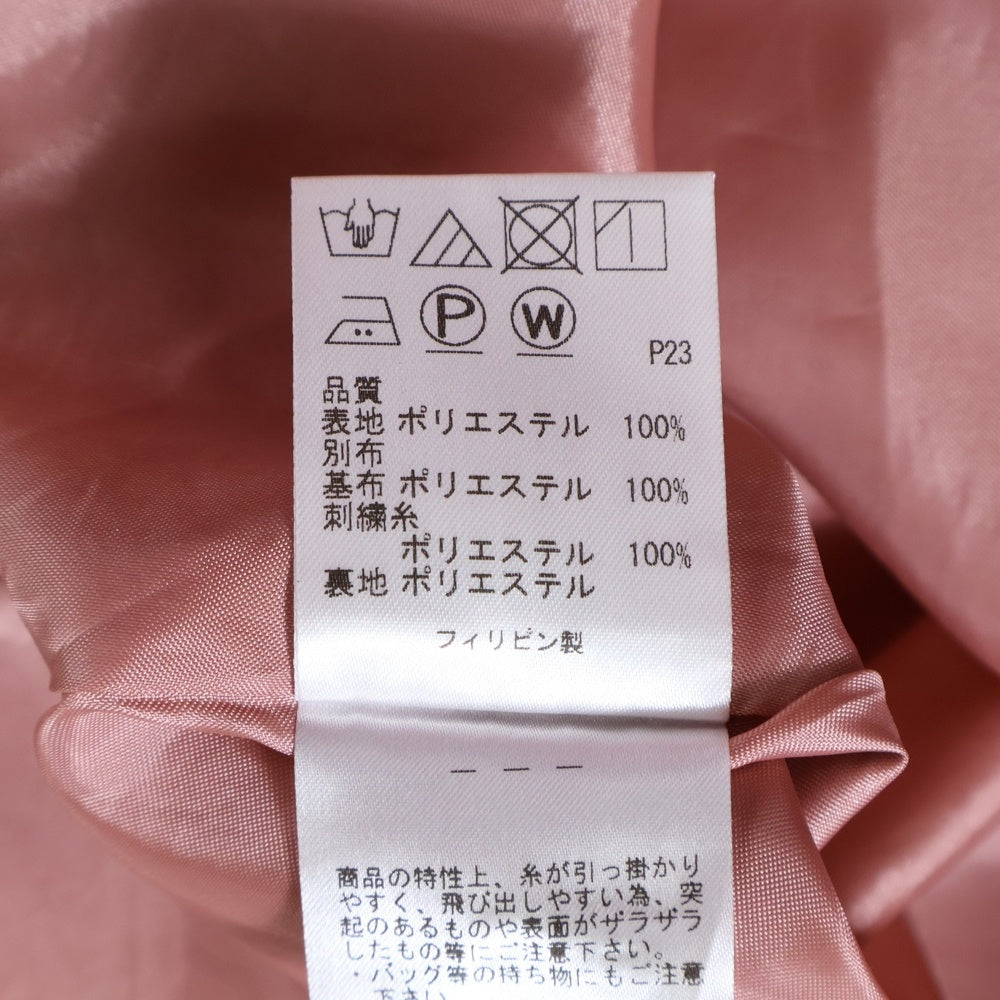 P W
P23
品質
表地 ポリエステル 100%
別布
基布 ポリエステル 100%
刺繍糸
ポリエステル 100%
裏地 ポリエステル
フィリピン製
— — —
商品の特性上、糸が引っ掛かり
やすく、飛び出しやすい為、突
起のあるものや表面がザラザラ
したもの等にご注意下さい。
・バッグ等の持ち物にもご注意
下さい